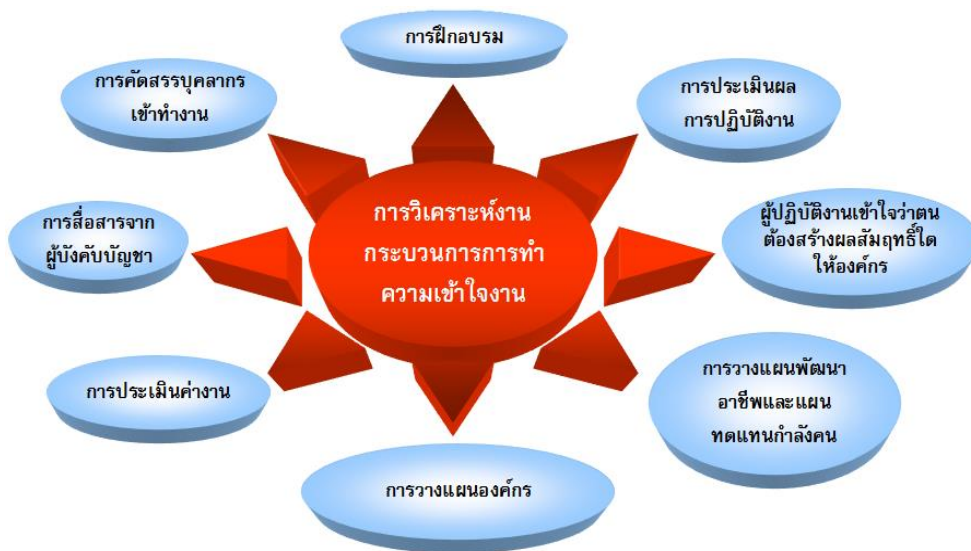 การฝึกอบรม
การคัดสรรบุคลากร
เข้าทำงาน
การประเมินผล
การปฏิบัติงาน
การสื่อสารจาก
ผู้บังคับบัญชา
การวิเคราะห์งาน
กระบวนการการทำ
ความเข้าใจงาน
ผู้ปฏิบัติงานเข้าใจว่าตน
ต้องสร้างผลสัมฤทธิ์ใด
ให้องค์กร
การประเมินค่างาน
การวางแผนพัฒนา
อาชีพและแผน
ทดแทนกำลังคน
การวางแผนองค์กร